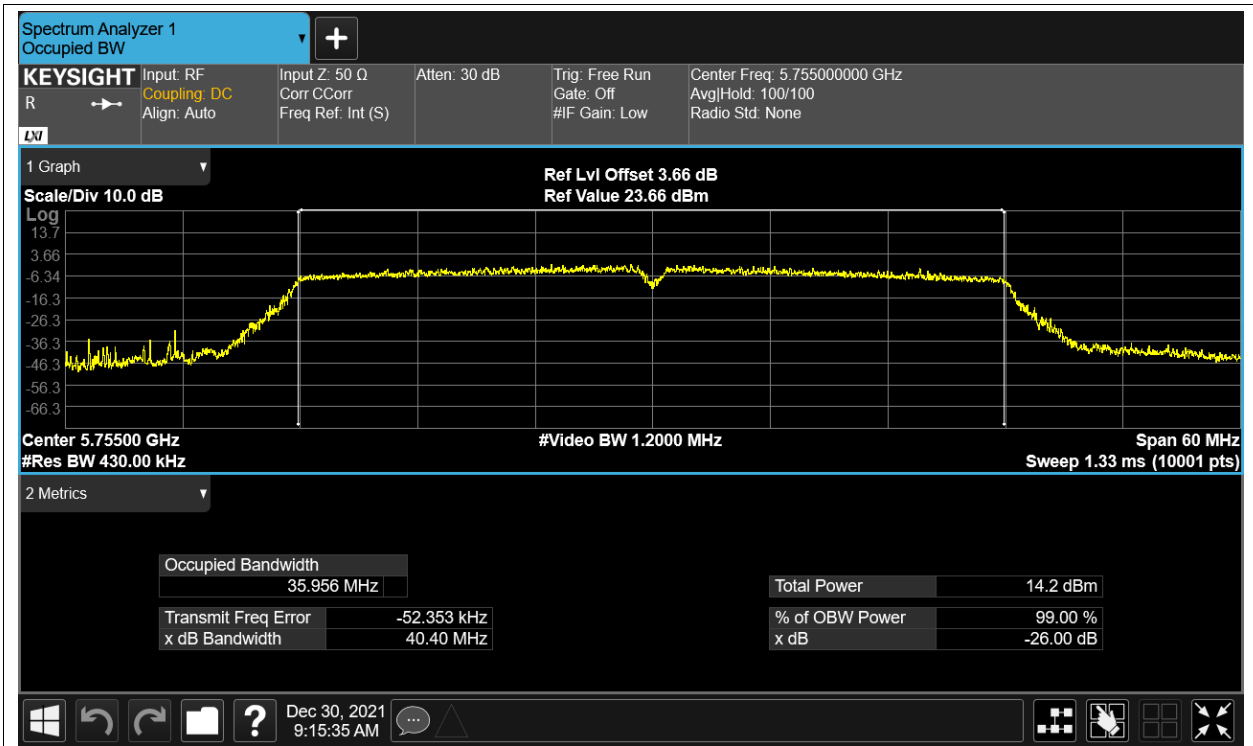 Spectrum Analyzer 1
Occupied BW
KEYSIGHT
R
LXI
Input: RF
Coupling: DC
Align: Auto
Input Z: 50 Ω
Corr CCorr
Freq Ref: Int (S)
Atten: 30 dB
Trig: Free Run
Gate: Off
#IF Gain: Low
Center Freq: 5.755000000 GHz
Avg|Hold: 100/100
Radio Std: None
1 Graph
Scale/Div 10.0 dB
Ref Lvl Offset 3.66 dB
Ref Value 23.66 dBm
Log
13.7
3.66
-6.34
-16.3
-26.3
-36.3
-46.3
-56.3
-66.3
Center 5.75500 GHz
#Video BW 1.2000 MHz
Span 60 MHz
#Res BW 430.00 kHz
Sweep 1.33 ms (10001 pts)
2 Metrics
Occupied Bandwidth
35.956 MHz
Transmit Freq Error -52.353 kHz
x dB Bandwidth 40.40 MHz
Total Power 14.2 dBm
% of OBW Power 99.00 %
x dB -26.00 dB
?
Dec 30, 2021
9:15:35 AM